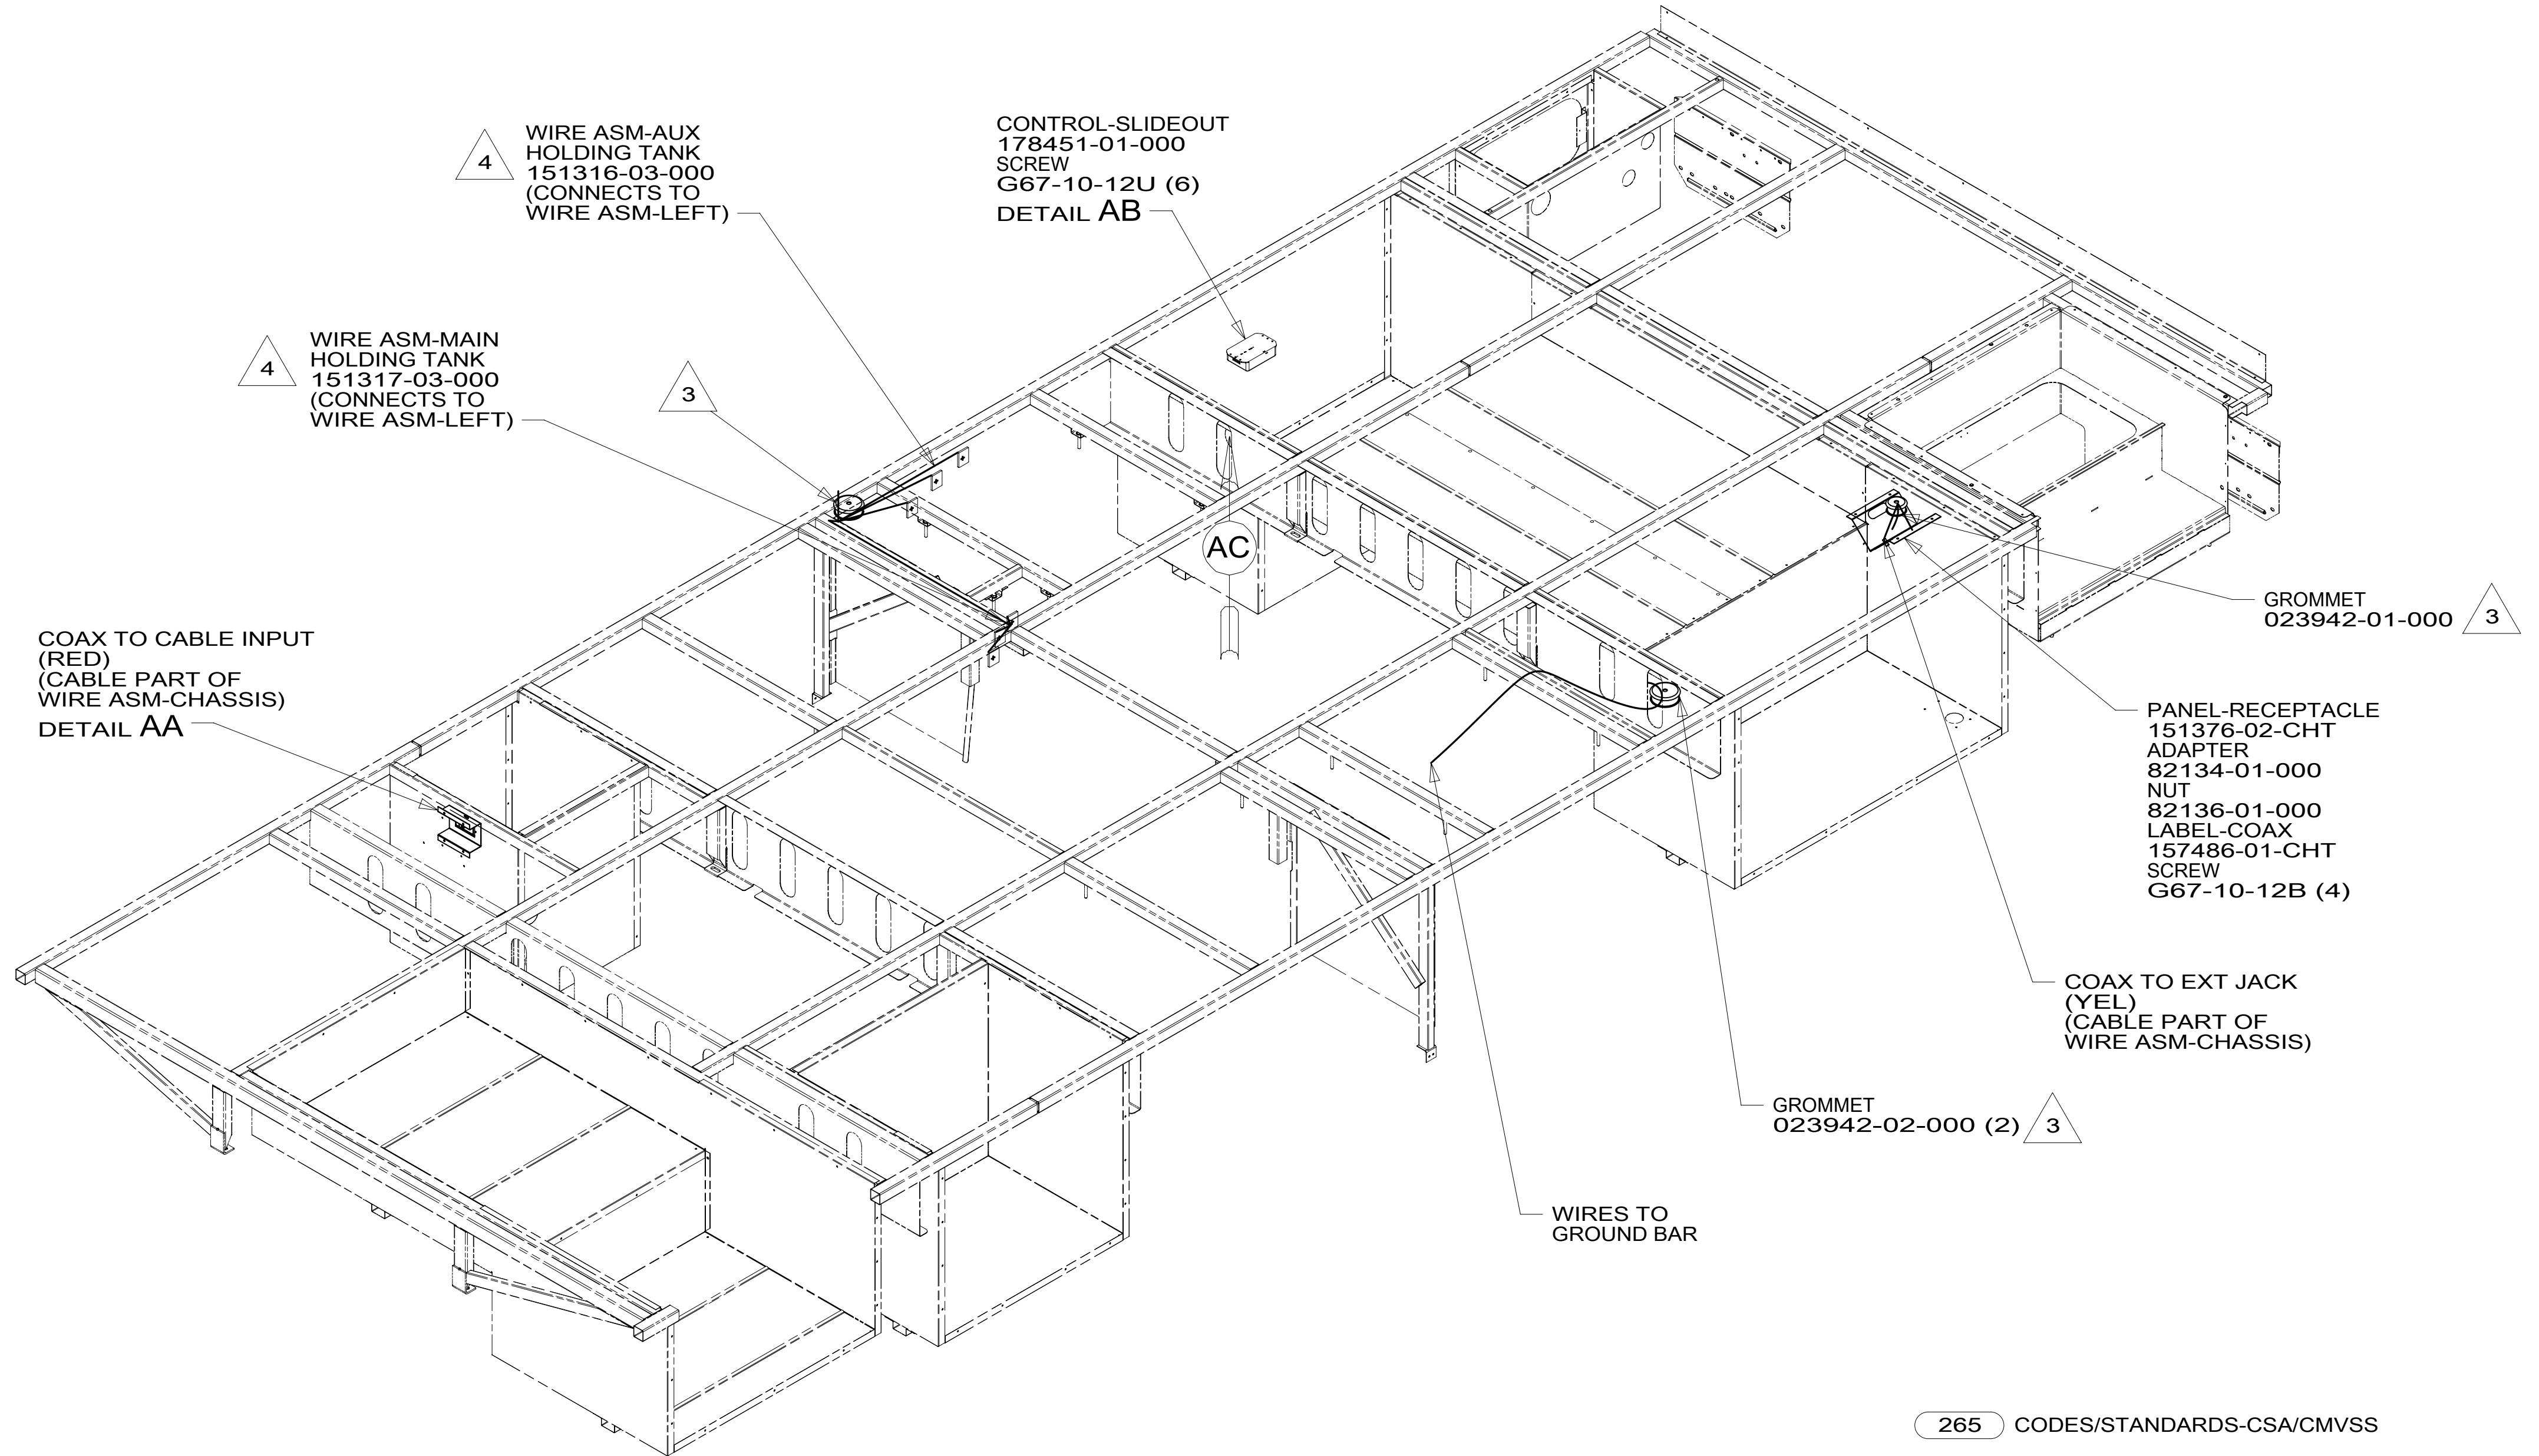 4
WIRE ASM-AUX
HOLDING TANK
151316-03-000
(CONNECTS TO
WIRE ASM-LEFT)
CONTROL-SLIDEOUT
178451-01-000
SCREW
G67-10-12U (6)
DETAIL AB
4
WIRE ASM-MAIN
HOLDING TANK
151317-03-000
(CONNECTS TO
WIRE ASM-LEFT)
3
AC
COAX TO CABLE INPUT
(RED)
(CABLE PART OF
WIRE ASM-CHASSIS)
DETAIL AA
GROMMET
023942-01-000
3
PANEL-RECEPTACLE
151376-02-CHT
ADAPTER
82134-01-000
NUT
82136-01-000
LABEL-COAX
157486-01-CHT
SCREW
G67-10-12B (4)
COAX TO EXT JACK
(YEL)
(CABLE PART OF
WIRE ASM-CHASSIS)
GROMMET
023942-02-000 (2)
3
WIRES TO
GROUND BAR
265 CODES/STANDARDS-CSA/CMVSS